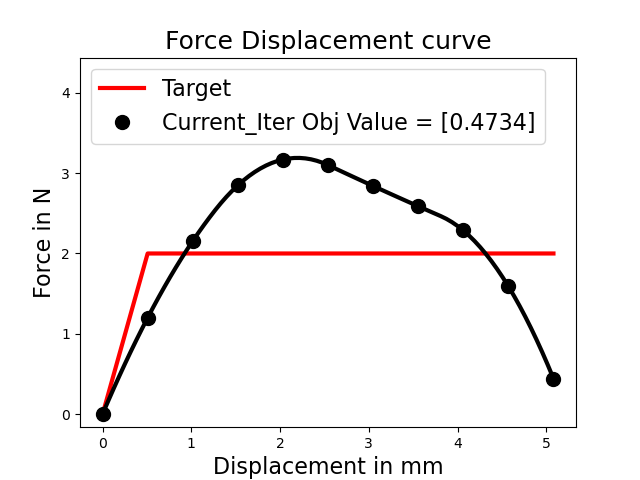 Force Displacement curve
Target
Current_Iter Obj Value = [0.4734]
4
3
2
1
0
Force in N
0 1 2 3 4 5
Displacement in mm